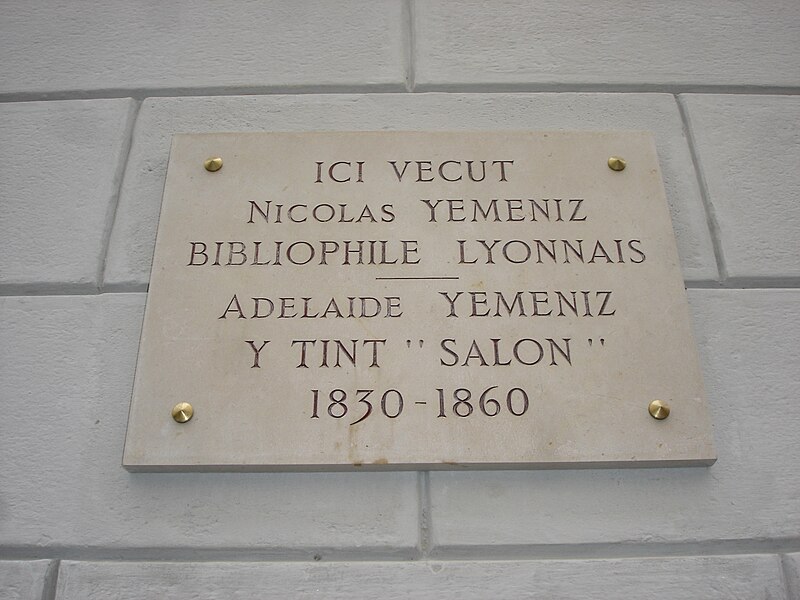 ICI VECUT
NICOLAS YEMENIZ
BIBLIOPHILE LYONNAIS
ADELAIDE YEMENIZ
Y TINT " SALON "
1830-1860